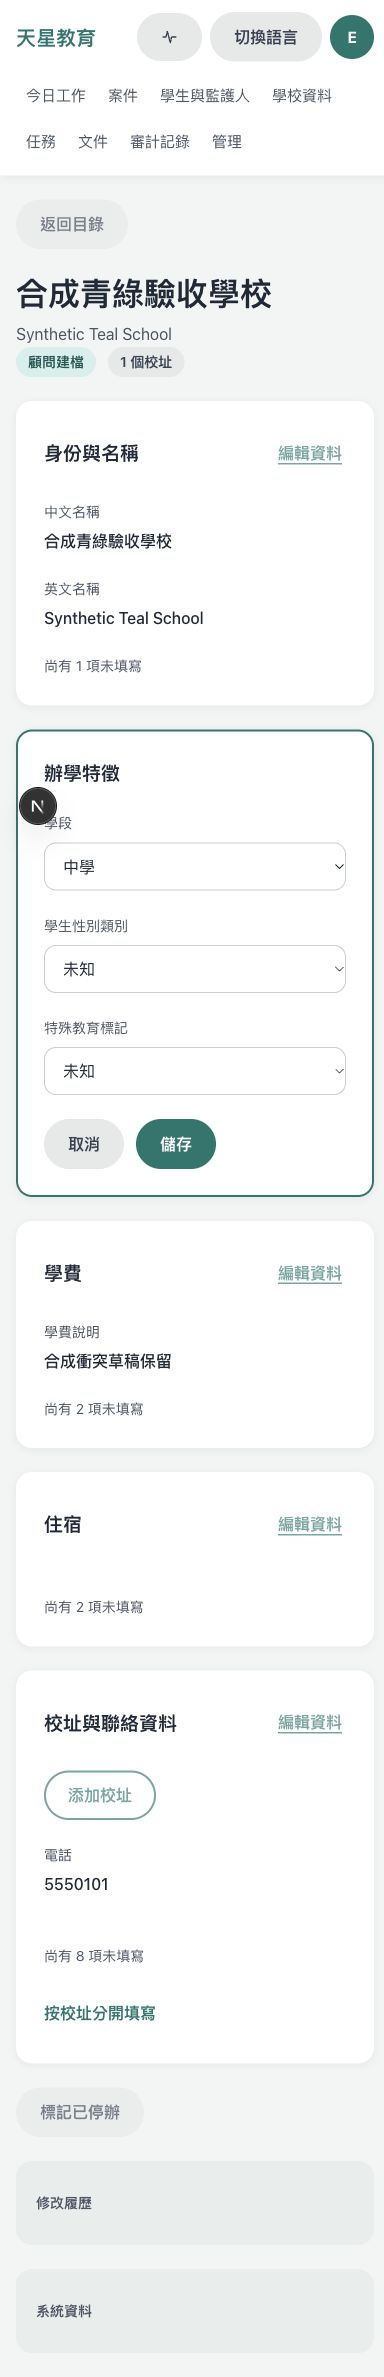 天星教育
切換語言
E
今日工作 案件 學生與監護人 學校資料
任務 文件 審計記錄 管理
返回目錄
合成青綠驗收學校
Synthetic Teal School
顧問建檔 1 個校址
身份與名稱 編輯資料
中文名稱
合成青綠驗收學校
英文名稱
Synthetic Teal School
尚有 1 項未填寫
辦學特徵
N
學段
中學
學生性別類別
未知
特殊教育標記
未知
取消 儲存
學費 編輯資料
學費說明
合成衝突草稿保留
尚有 2 項未填寫
住宿 編輯資料
尚有 2 項未填寫
校址與聯絡資料 編輯資料
添加校址
電話
5550101
尚有 8 項未填寫
按校址分開填寫
標記已停辦
修改履歷
系統資料